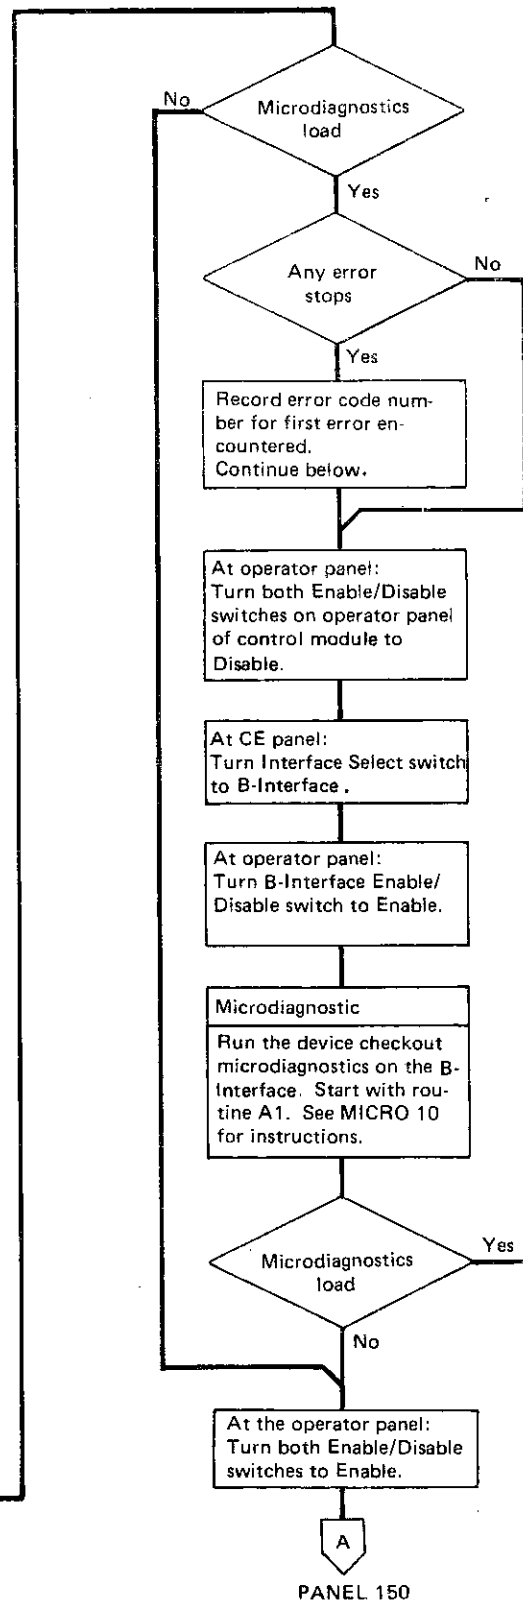 No
Microdiagnostics
load
Yes
Any error
stops
No
Yes
Record error code num-
ber for first error en-
countered.
Continue below.
At operator panel:
Turn both Enable/Disable
switches on operator panel
of control module to
Disable.
At CE panel:
Turn Interface Select switch
to B-Interface.
At operator panel:
Turn B-Interface Enable/
Disable switch to Enable.
Microdiagnostic
Run the device checkout
microdiagnostics on the B-
Interface. Start with rou-
tine A1. See MICRO 10
for instructions.
Microdiagnostics
load
Yes
No
At the operator panel:
Turn both Enable/Disable
switches to Enable.
A
PANEL 150